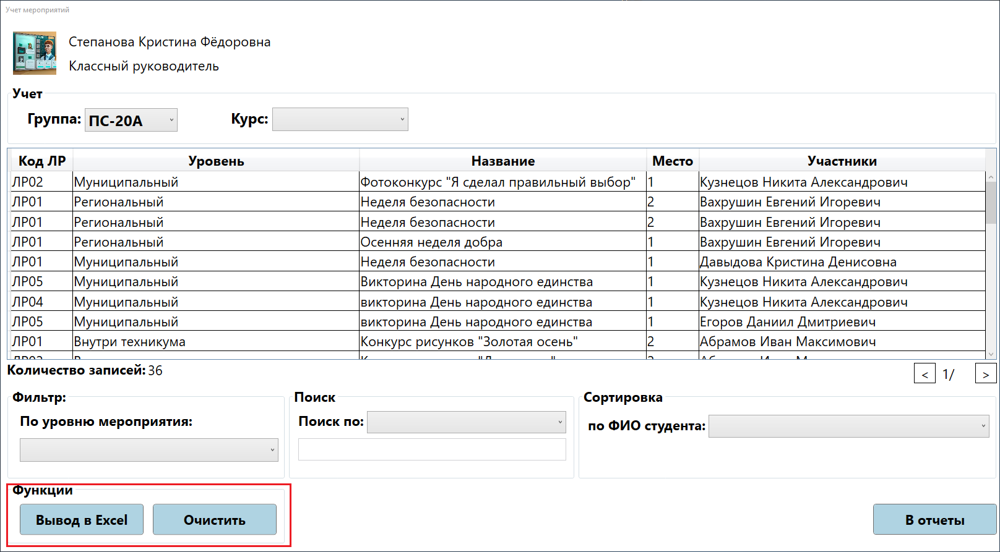 Учет мероприятий
Степанова Кристина Фёдоровна
Классный руководитель
Учет
Группа: ПС-20А Курс:
Код ЛР Уровень Название Место Участники
ЛР02 Муниципальный Фотоконкурс "Я сделал правильный выбор" 1 Кузнецов Никита Александрович
ЛР01 Региональный Неделя безопасности 2 Вахрушин Евгений Игоревич
ЛР01 Региональный Неделя безопасности 2 Вахрушин Евгений Игоревич
ЛР01 Региональный Осенняя неделя добра 1 Вахрушин Евгений Игоревич
ЛР01 Муниципальный Неделя безопасности 1 Давыдова Кристина Денисовна
ЛР05 Муниципальный Викторина День народного единства 1 Кузнецов Никита Александрович
ЛР04 Муниципальный викторина День народного единства 1 Кузнецов Никита Александрович
ЛР05 Муниципальный викторина День народного единства 1 Егоров Даниил Дмитриевич
ЛР01 Внутри техникума Конкурс рисунков "Золотая осень" 2 Абрамов Иван Максимович
Количество записей: 36 < 1/ >
Фильтр: Поиск Сортировка
По уровню мероприятия: Поиск по: по ФИО студента:
Функции
Вывод в Excel Очистить В отчеты